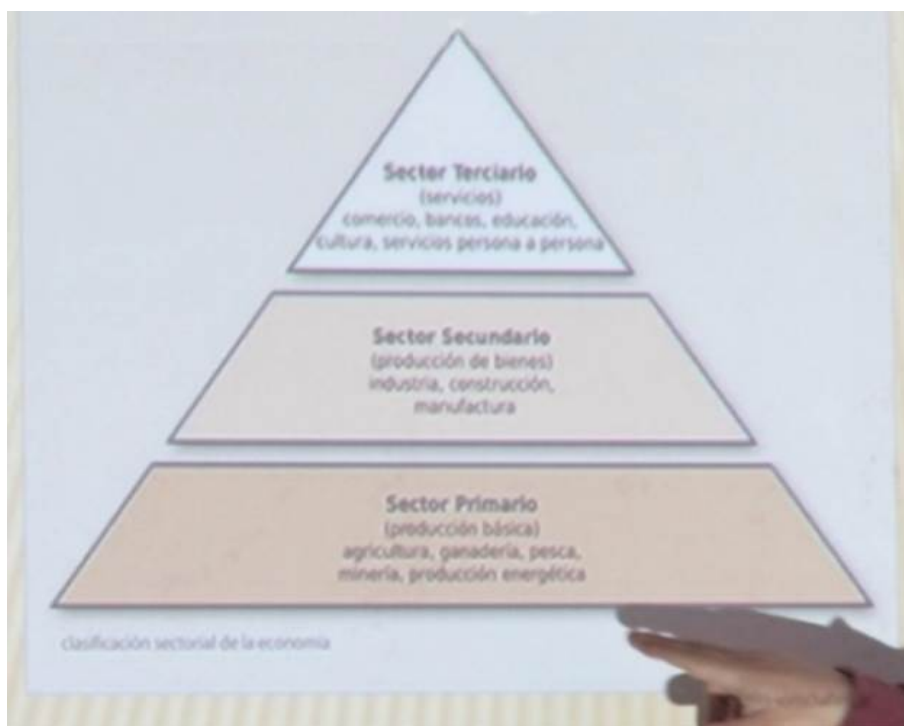 Sector Terciario
(servicios)
comercio, bancos, educación,
cultura, servicios persona a persona
Sector Secundario
(producción de bienes)
industria, construcción,
manufactura
Sector Primario
(producción básica)
agricultura, ganadería, pesca,
minería, producción energética
clasificación sectorial de la economía